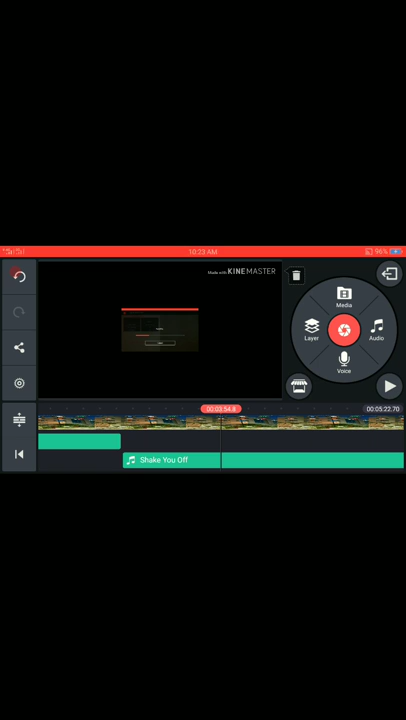 10:23 AM
96%
Made with KINEMASTER
Media
Layer
Audio
Voice
00:03:54.8
00:05:22.70
Shake You Off